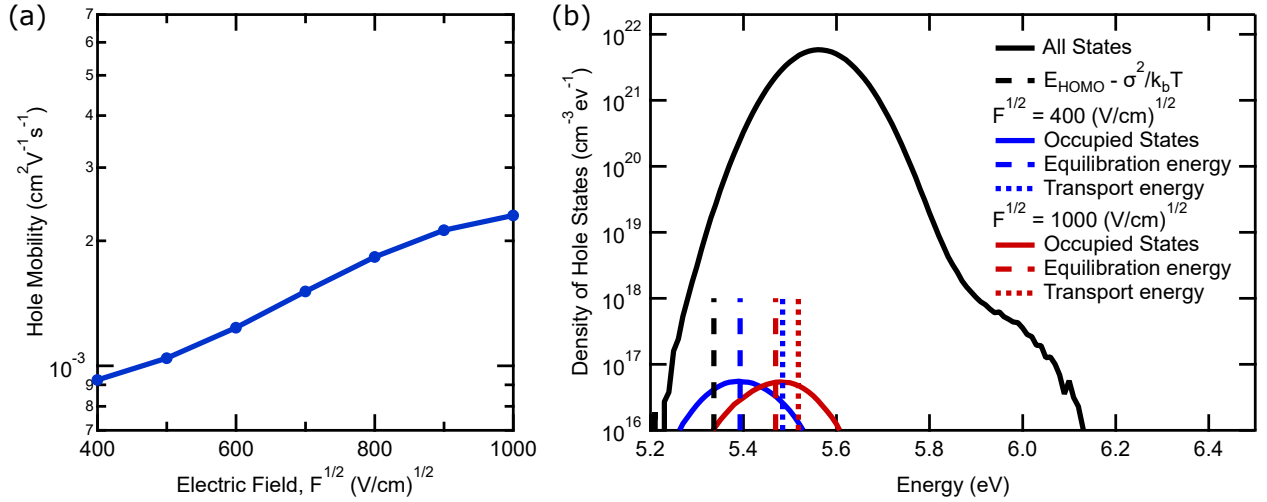 (a)
7
6
5
4
3
2
10^-3
9
8
7
Hole Mobility (cm^2V^-1s^-1)
400
600
800
1000
Electric Field, F^1/2 (V/cm)^1/2
(b)
10^22
10^21
10^20
10^19
10^18
10^17
10^16
Density of Hole States (cm^-3 ev^-1)
5.2
5.4
5.6
5.8
6.0
6.2
6.4
Energy (eV)
All States
E_HOMO - σ^2/k_bT
F^1/2 = 400 (V/cm)^1/2
Occupied States
Equilibration energy
Transport energy
F^1/2 = 1000 (V/cm)^1/2
Occupied States
Equilibration energy
Transport energy